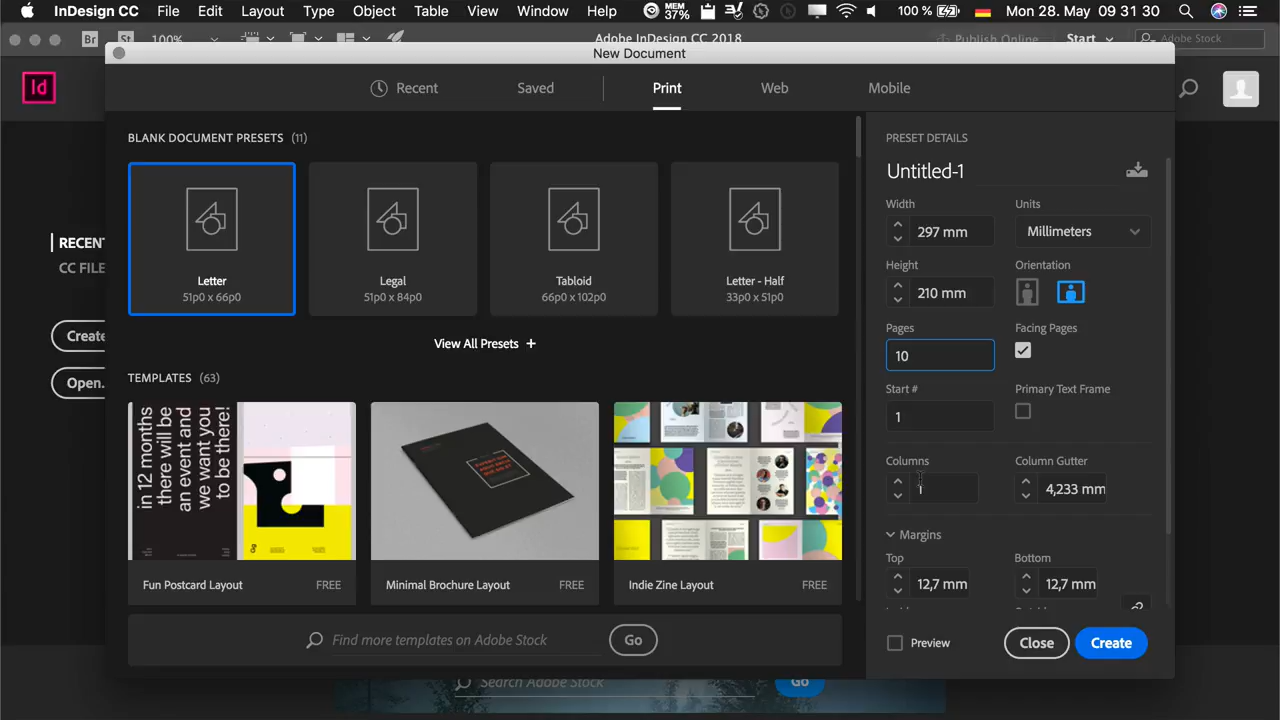 InDesign CC File Edit Layout Type Object Table View Window Help MEM 37% 100 % Mon 28. May 09 31 30
Br St 100% Adobe InDesign CC 2018 Publish Online Start Adobe Stock
New Document
Id Recent Saved Print Web Mobile
BLANK DOCUMENT PRESETS (11)
PRESET DETAILS
Untitled-1
Width Units
297 mm Millimeters
Height Orientation
210 mm
Pages Facing Pages
10
Start # Primary Text Frame
1
Columns Column Gutter
1 4,233 mm
Margins
Top Bottom
12,7 mm 12,7 mm
Preview Close Create
Letter Legal Tabloid Letter - Half
51p0 x 66p0 51p0 x 84p0 66p0 x 102p0 33p0 x 51p0
View All Presets +
TEMPLATES (63)
in 12 months
there will be
an event and
we want you
to be there!
Fun Postcard Layout FREE Minimal Brochure Layout FREE Indie Zine Layout FREE
Find more templates on Adobe Stock Go
RECENT
CC FILE
Create
Open..
Search Adobe Stock Go